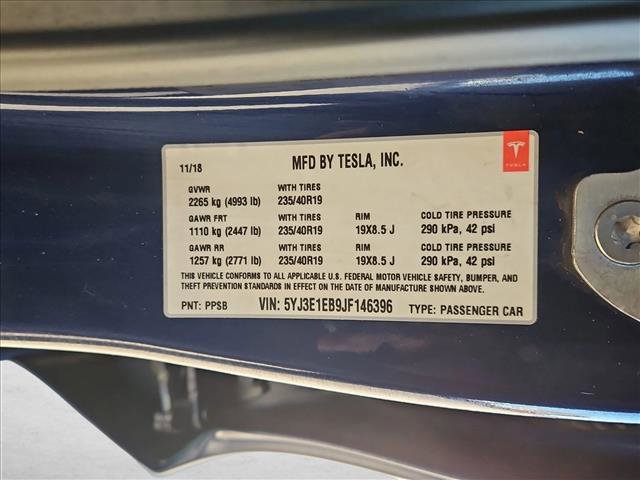 11/18 MFD BY TESLA, INC.
TESLA
GVWR WITH TIRES
2265 kg (4993 lb) 235/40R19
GAWR FRT WITH TIRES RIM COLD TIRE PRESSURE
1110 kg (2447 lb) 235/40R19 19X8.5 J 290 kPa, 42 psi
GAWR RR WITH TIRES RIM COLD TIRE PRESSURE
1257 kg (2771 lb) 235/40R19 19X8.5 J 290 kPa, 42 psi
THIS VEHICLE CONFORMS TO ALL APPLICABLE U.S. FEDERAL MOTOR VEHICLE SAFETY, BUMPER, AND
THEFT PREVENTION STANDARDS IN EFFECT ON THE DATE OF MANUFACTURE SHOWN ABOVE.
PNT: PPSB VIN: 5YJ3E1EB9JF146396 TYPE: PASSENGER CAR